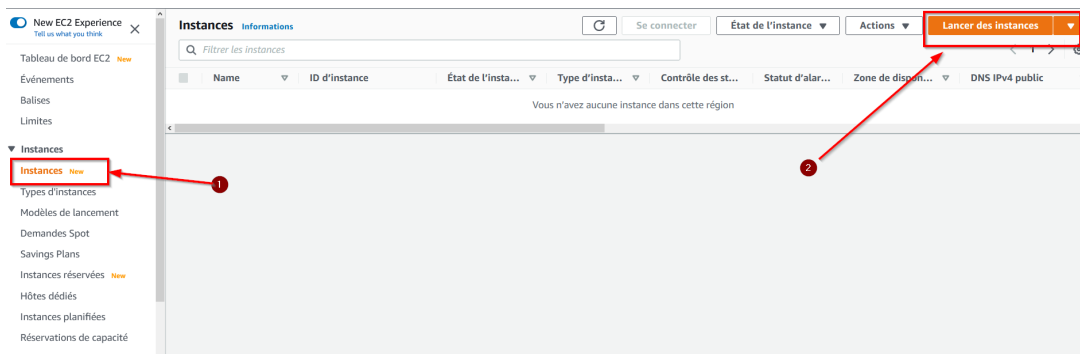 New EC2 Experience
Tell us what you think
Tableau de bord EC2 New
Événements
Balises
Limites
Instances
Instances New
Types d'instances
Modèles de lancement
Demandes Spot
Savings Plans
Instances réservées New
Hôtes dédiés
Instances planifiées
Réservations de capacité
Instances Informations
Se connecter
État de l'instance
Actions
Lancer des instances
Filtrer les instances
1
Name
ID d'instance
État de l'insta...
Type d'insta...
Contrôle des st...
Statut d'alar...
Zone de dispon...
DNS IPv4 public
Vous n'avez aucune instance dans cette région
1
2